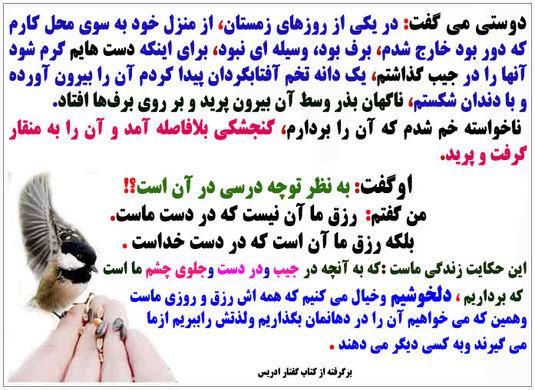 دوستی می گفت: در یکی از روزهای زمستان، از منزل خود به سوی محل کارم
که دور بود خارج شدم، برف بود، وسیله ای نبود، برای اینکه دست هایم گرم شود
آنها را در جیب گذاشتم، یک دانه تخم آفتابگردان پیدا کردم آن را بیرون آورده
و با دندان شکستم، ناگهان بذر وسط آن بیرون پرید و بر روی برف‌ها افتاد.
ناخواسته خم شدم که آن را بردارم، گنجشکی بلافاصله آمد و آن را به منقار
گرفت و پرید.
اوگفت: به نظر توچه درسی در آن است؟!
من گفتم: رزق ما آن نیست که در دست ماست.
بلکه رزق ما آن است که در دست خداست .
این حکایت زندگی ماست :که به آنچه در جیب ودر دست وجلوی چشم ما است
که برداریم ، دلخوشیم وخیال می کنیم که همه اش رزق و روزی ماست
وهمین که می خواهیم آن را در دهانمان بگذاریم ولذتش راببریم ازما
می گیرند وبه کسی دیگر می دهند .
برگرفته از کتاب گفتار ادریس